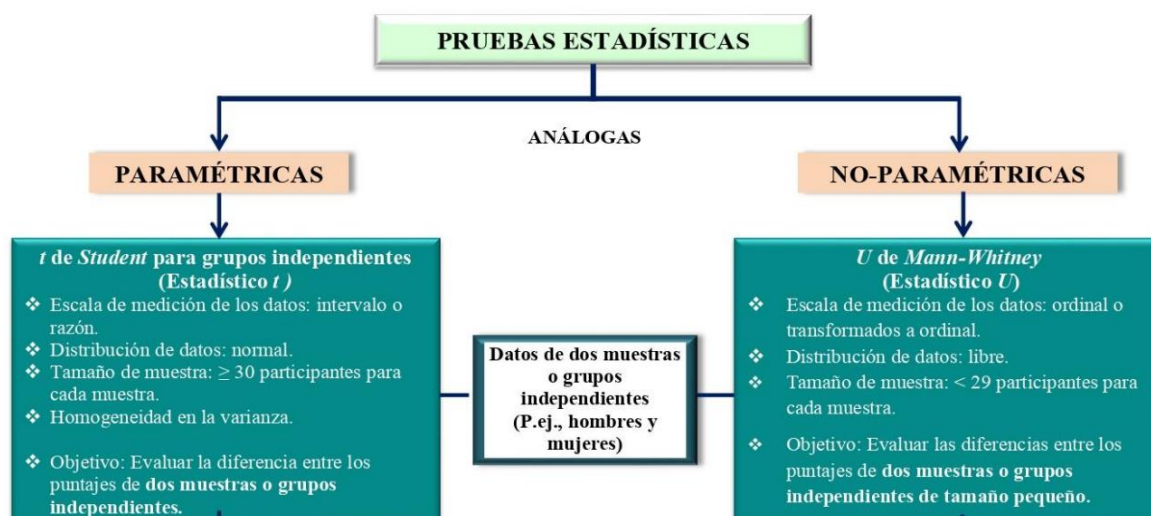 PRUEBAS ESTADÍSTICAS
ANÁLOGAS
PARAMÉTRICAS
NO-PARAMÉTRICAS
t de Student para grupos independientes
(Estadístico t )
❖ Escala de medición de los datos: intervalo o
razón.
❖ Distribución de datos: normal.
❖ Tamaño de muestra: ≥ 30 participantes para
cada muestra.
❖ Homogeneidad en la varianza.
❖ Objetivo: Evaluar la diferencia entre los
puntajes de dos muestras o grupos
independientes.
Datos de dos muestras
o grupos
independientes
(P.ej., hombres y
mujeres)
U de Mann-Whitney
(Estadístico U)
❖ Escala de medición de los datos: ordinal o
transformados a ordinal.
❖ Distribución de datos: libre.
❖ Tamaño de muestra: < 29 participantes para
cada muestra.
❖ Objetivo: Evaluar las diferencias entre los
puntajes de dos muestras o grupos
independientes de tamaño pequeño.